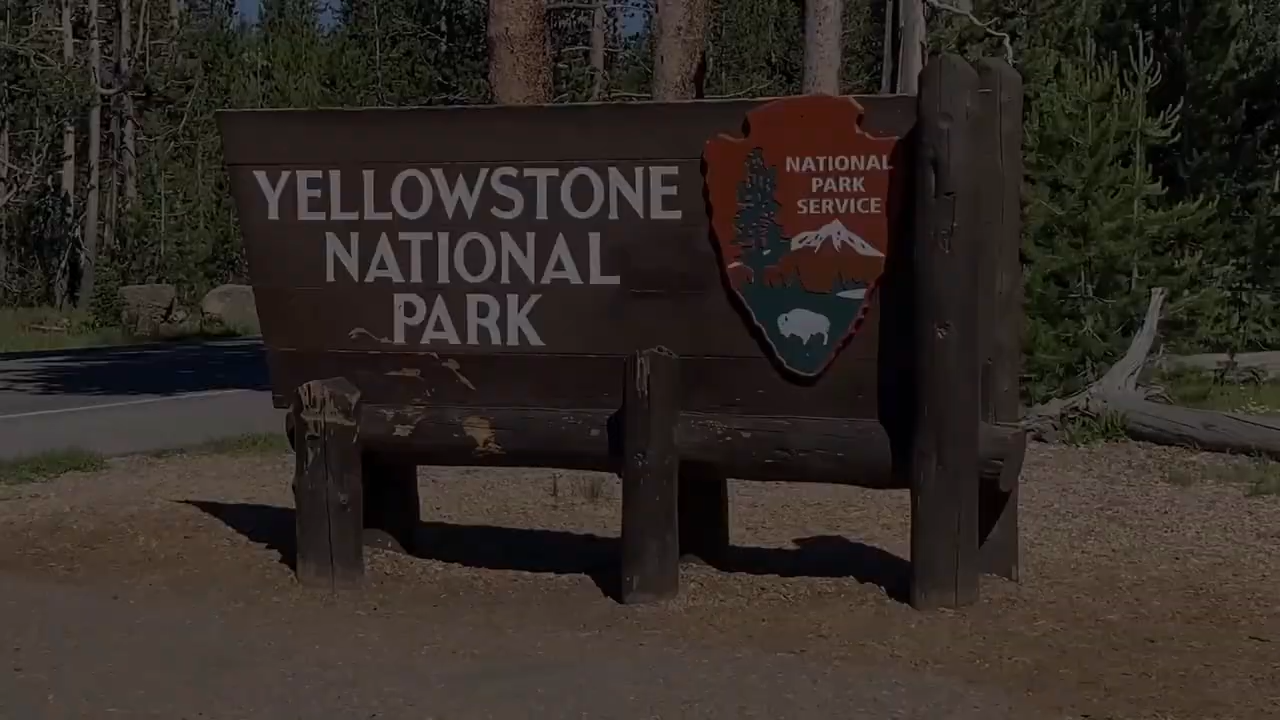 YELLOWSTONE
NATIONAL
PARK
NATIONAL
PARK
SERVICE